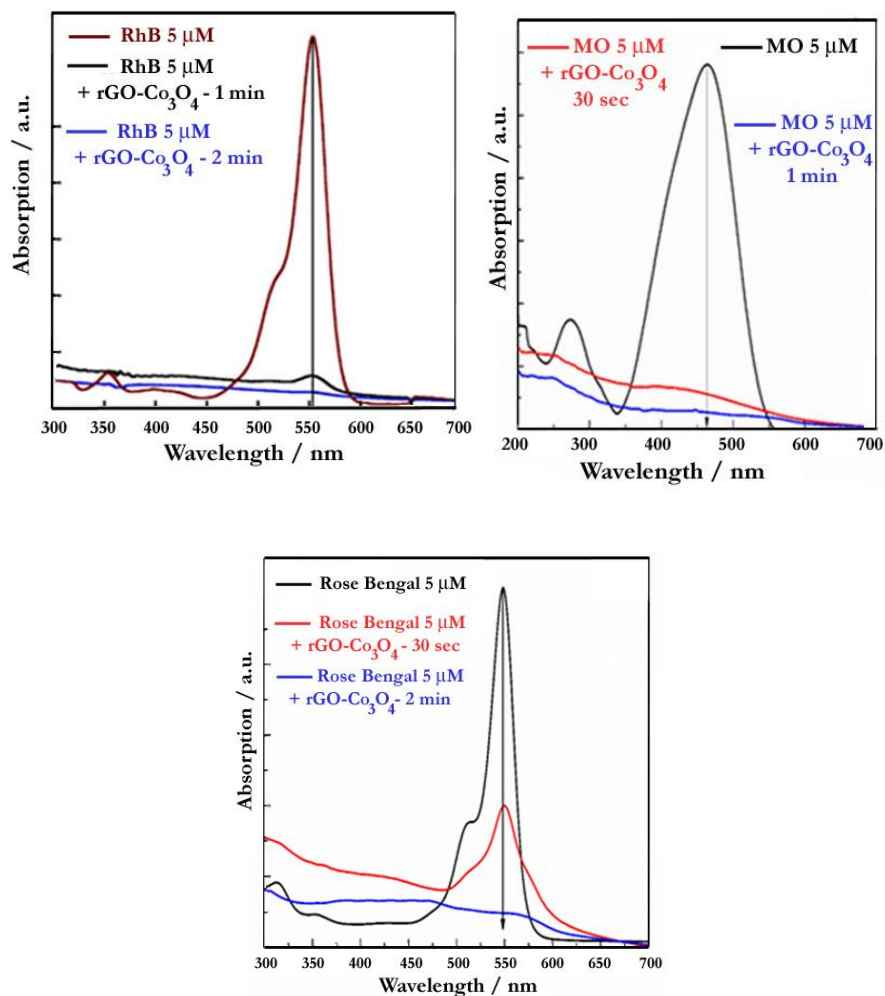 RhB 5 μM
RhB 5 μM
+ rGO-Co₃O₄ - 1 min
RhB 5 μM
+ rGO-Co₃O₄ - 2 min
Absorption / a.u.
300 350 400 450 500 550 600 650 700
Wavelength / nm
MO 5 μM
+ rGO-Co₃O₄
30 sec
MO 5 μM
MO 5 μM
+ rGO-Co₃O₄
1 min
Absorption / a.u.
200 300 400 500 600 700
Wavelength / nm
Rose Bengal 5 μM
Rose Bengal 5 μM
+ rGO-Co₃O₄ - 30 sec
Rose Bengal 5 μM
+ rGO-Co₃O₄- 2 min
Absorption / a.u.
300 350 400 450 500 550 600 650 700
Wavelength / nm